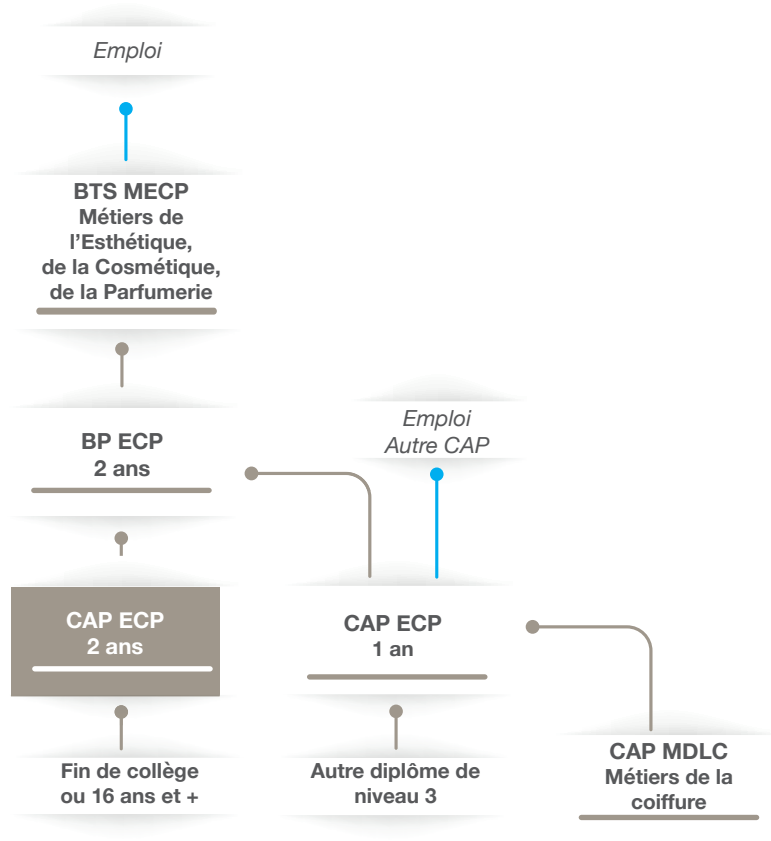 Emploi
BTS MECP
Métiers de
l’Esthétique,
de la Cosmétique,
de la Parfumerie
BP ECP
2 ans
Emploi
Autre CAP
CAP ECP
2 ans
CAP ECP
1 an
Fin de collège
ou 16 ans et +
Autre diplôme de
niveau 3
CAP MDLC
Métiers de la
coiffure